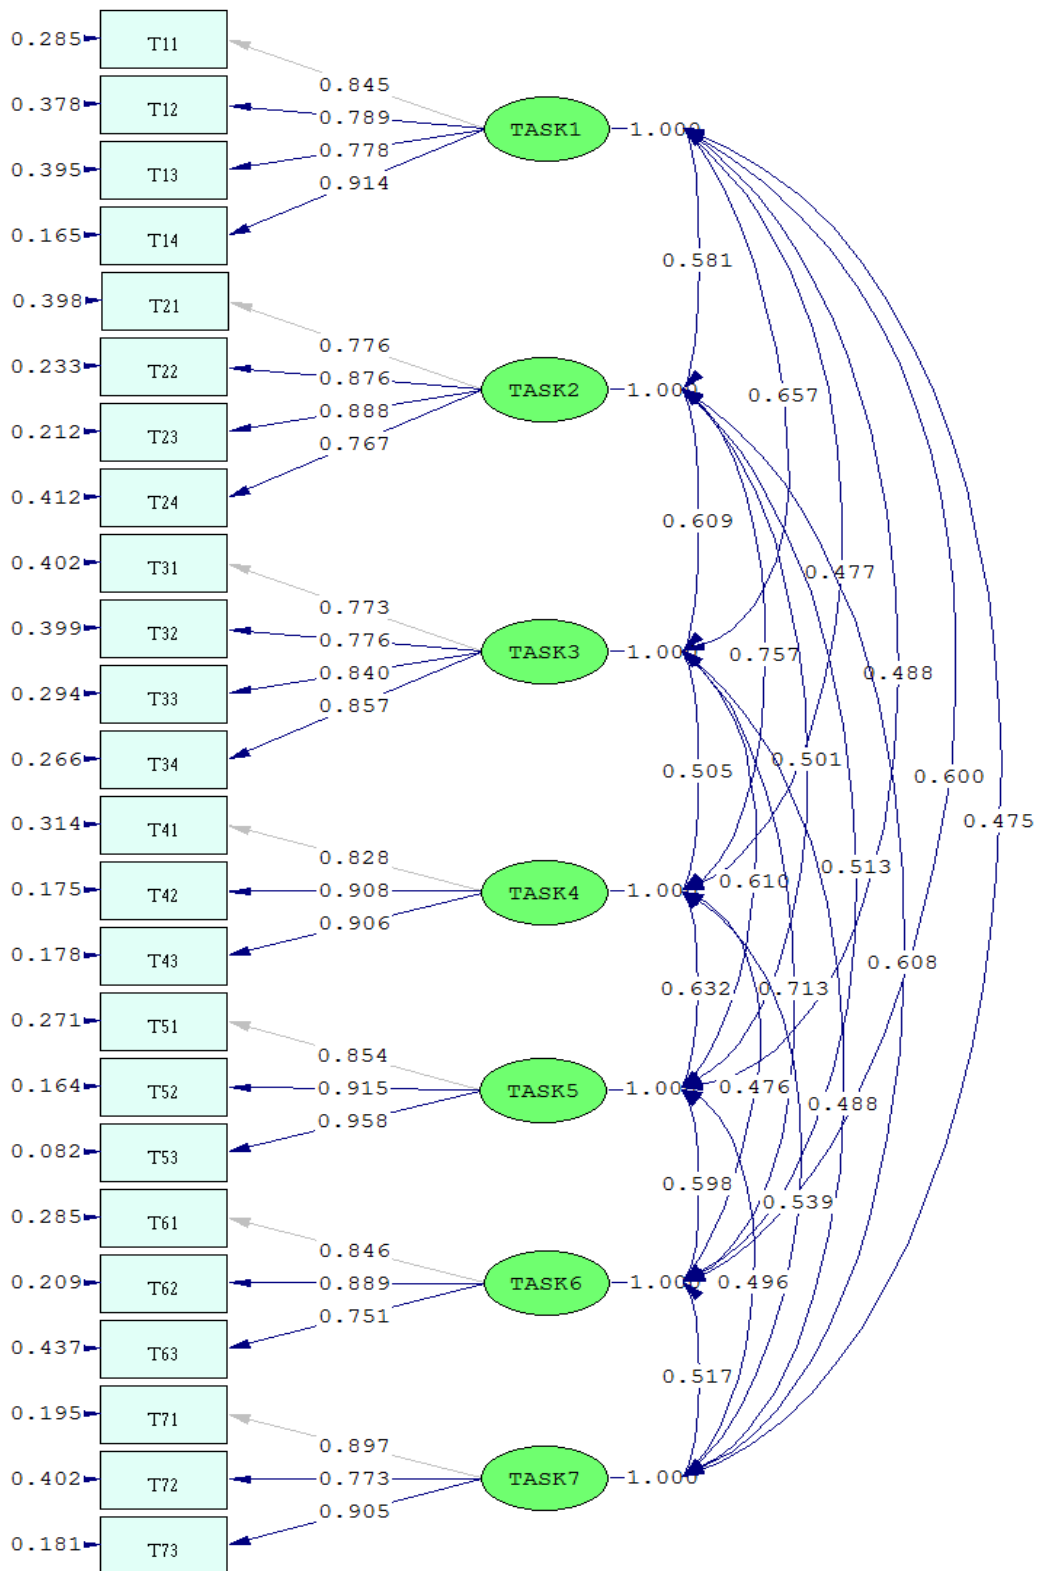 0.285 T11
0.845
0.378 T12
0.789
TASK1 1.000
0.778
0.395 T13
0.914
0.165 T14
0.581
0.398 T21
0.776
0.233 T22
0.876
TASK2 1.000
0.657
0.888
0.212 T23
0.767
0.412 T24
0.609
0.402 T31
0.477
0.773
0.399 T32
0.776
TASK3 1.000
0.757
0.840
0.488
0.294 T33
0.857
0.266 T34
0.505
0.501
0.600
0.314 T41
0.475
0.828
0.513
0.610
0.175 T42
0.908
TASK4 1.000
0.906
0.178 T43
0.608
0.632
0.713
0.271 T51
0.854
0.164 T52
0.915
TASK5 1.000
0.476
0.488
0.958
0.082 T53
0.598
0.539
0.285 T61
0.846
0.209 T62
0.889
TASK6 1.000
0.496
0.751
0.437 T63
0.517
0.195 T71
0.897
0.402 T72
0.773
TASK7 1.000
0.905
0.181 T73